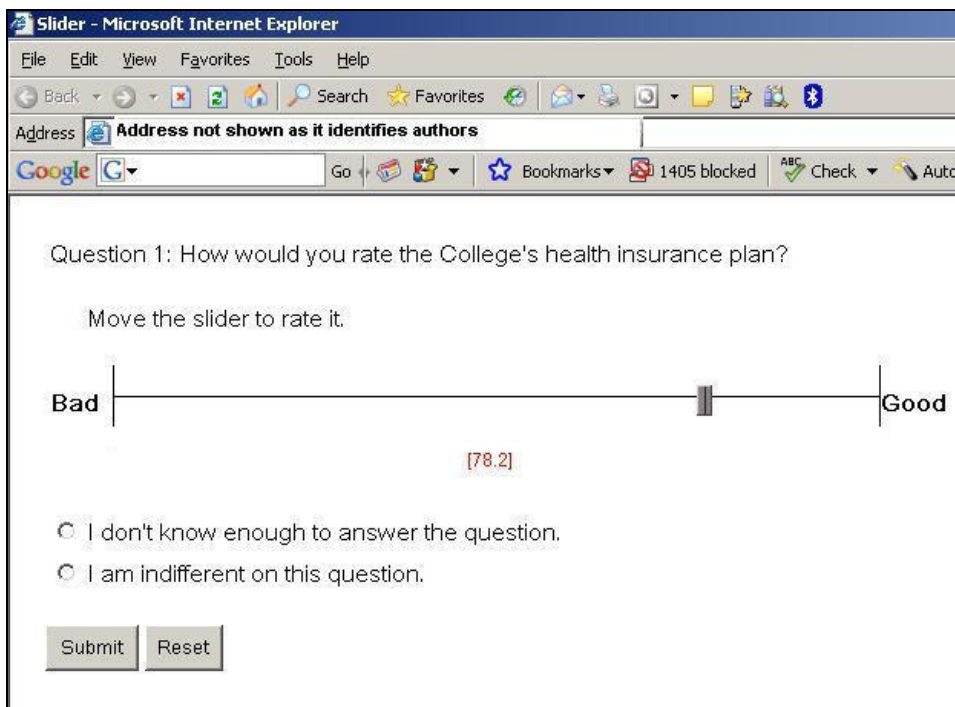 Slider - Microsoft Internet Explorer
File Edit View Favorites Tools Help
Back Search Favorites
Address Address not shown as it identifies authors
Google G Go Bookmarks 1405 blocked ABC Check Auto
Question 1: How would you rate the College's health insurance plan?
Move the slider to rate it.
Bad Good
[78.2]
I don't know enough to answer the question.
I am indifferent on this question.
Submit Reset